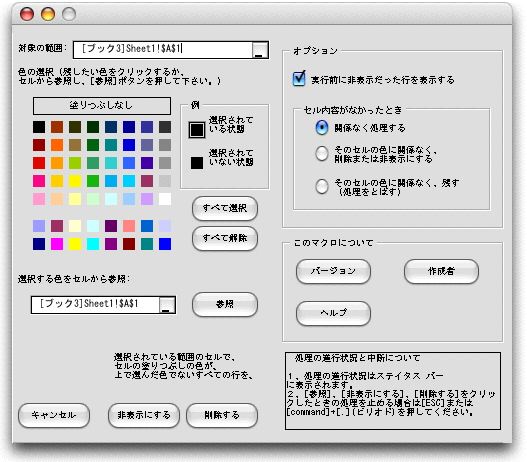 対象の範囲:
[ブック3]Sheet1!$A$1
色の選択（残したい色をクリックするか、
セルから参照し、[参照]ボタンを押して下さい。）
塗りつぶしなし
例
選択されて
いる状態
選択されて
いない状態
すべて選択
すべて解除
選択する色をセルから参照:
[ブック3]Sheet1!$A$1
参照
選択されている範囲のセルで、
セルの塗りつぶしの色が、
上で選んだ色でないすべての行を、
キャンセル
非表示にする
削除する
オプション
実行前に非表示だった行を表示する
セル内容がなかったとき
関係なく処理する
そのセルの色に関係なく、
削除または非表示にする
そのセルの色に関係なく、残す
（処理をとばす）
このマクロについて
バージョン
作成者
ヘルプ
処理の進行状況と中断について
１、処理の進行状況はステイタス バー
に表示されます。
２、[参照]、[非表示にする]、[削除する]をクリッ
クしたときの処理を止める場合は[ESC]または
[command]+[.](ピリオド)を押してください。